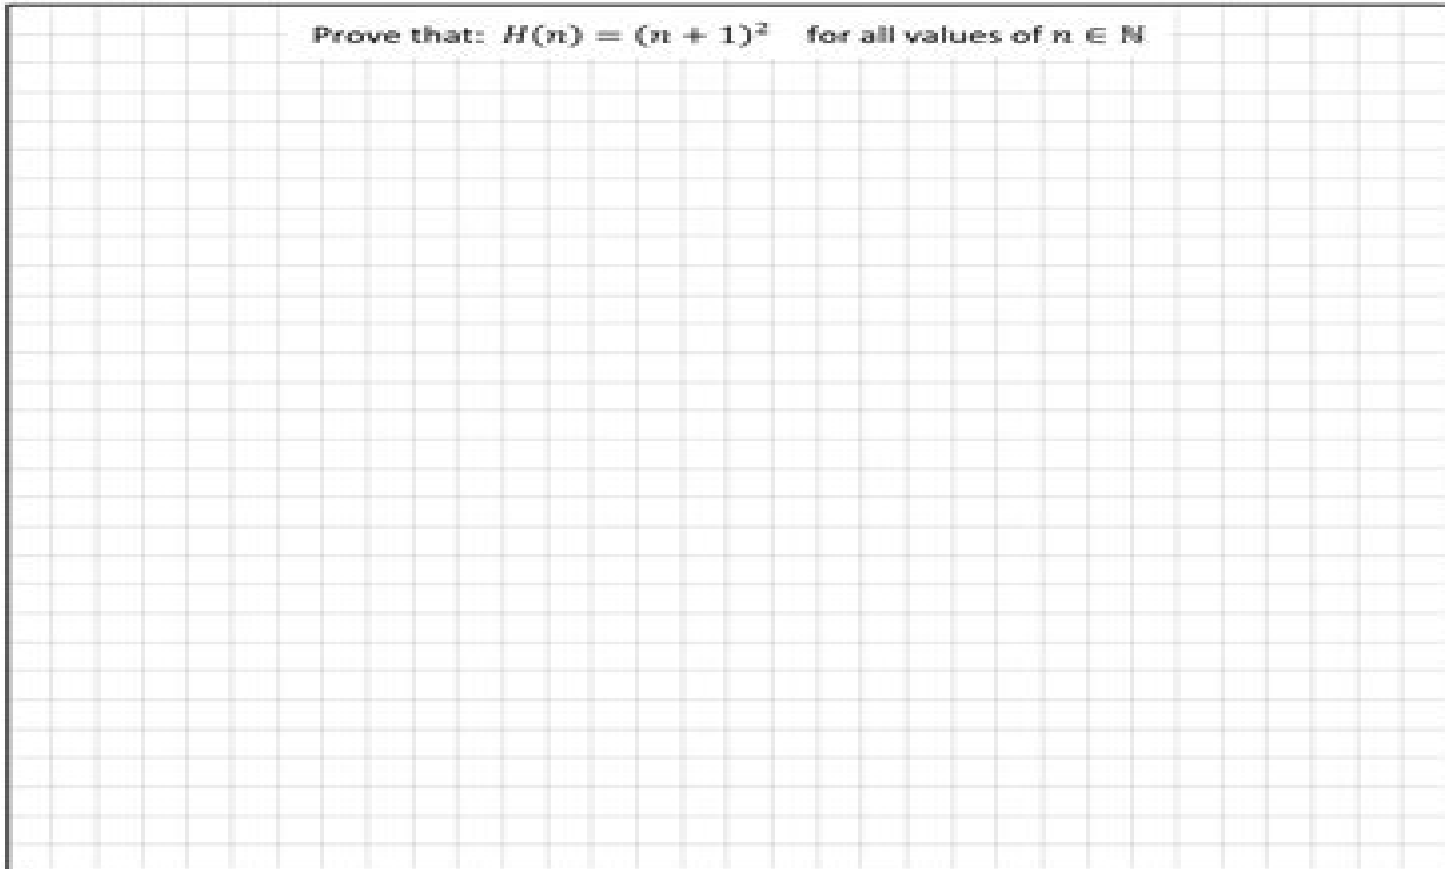 Prove that: H(n) = (n + 1)² for all values of n ∈ ℕ